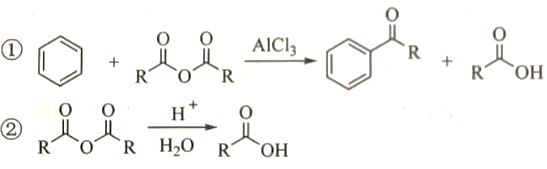 ① + R O O O R AlCl₃ O R + R O OH
② R O O O R H⁺ H₂O R O OH